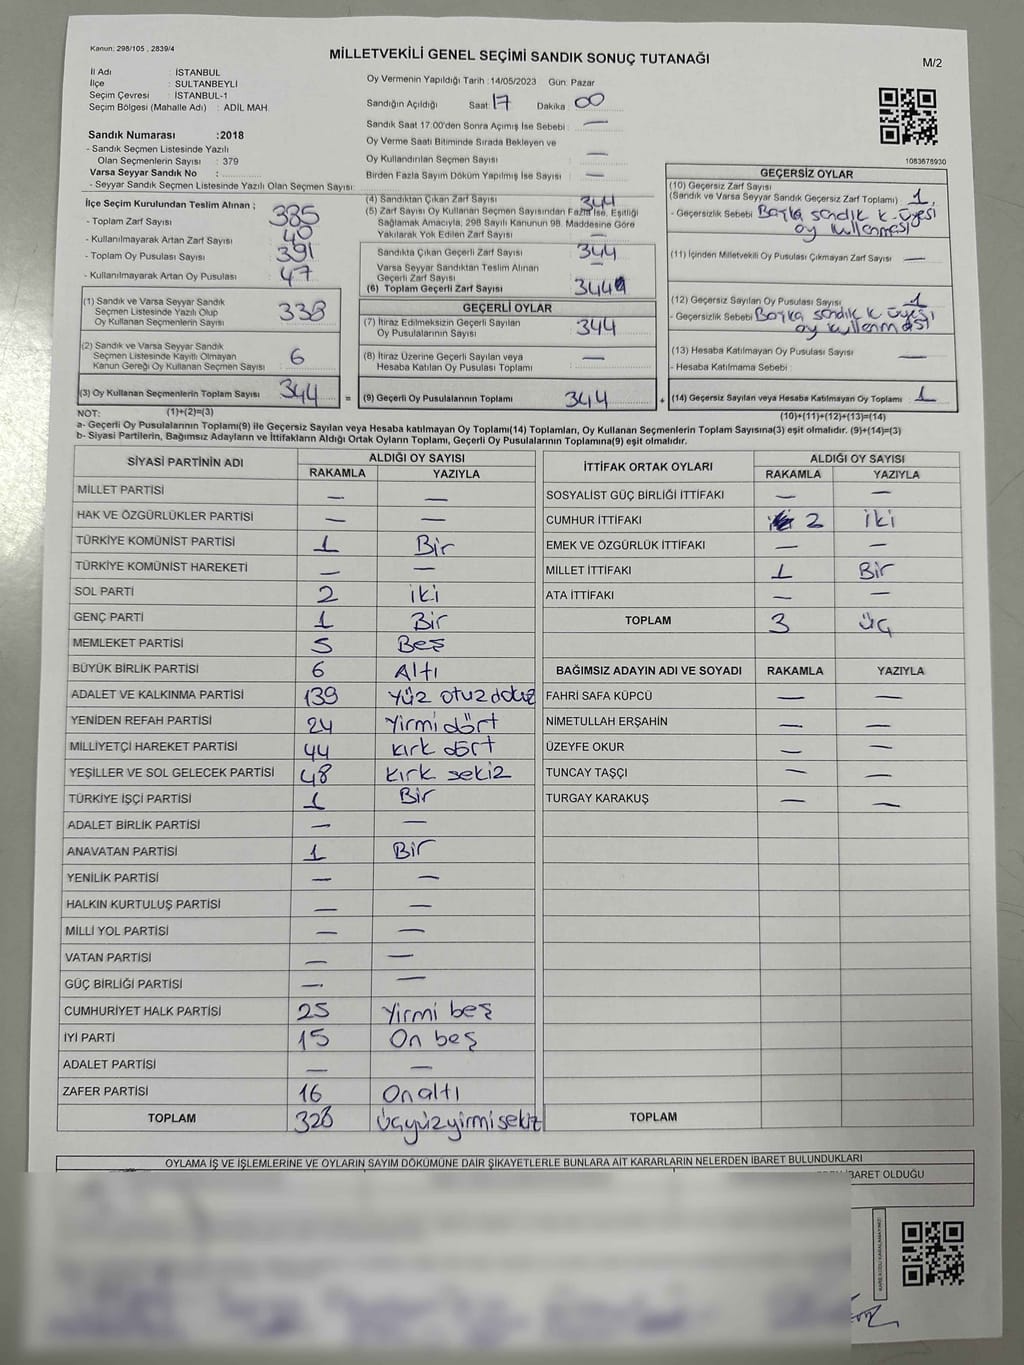 Kanun: 298/105 , 2839/4
MİLLETVEKİLİ GENEL SEÇİMİ SANDIK SONUÇ TUTANAĞI
M/2
İl Adı : İSTANBUL
İlçe : SULTANBEYLİ
Seçim Çevresi : İSTANBUL-1
Seçim Bölgesi (Mahalle Adı) : ADİL MAH.
Sandık Numarası :2018
- Sandık Seçmen Listesinde Yazılı
Olan Seçmenlerin Sayısı : 379
Varsa Seyyar Sandık No :
- Seyyar Sandık Seçmen Listesinde Yazılı Olan Seçmen Sayısı:
Oy Vermenin Yapıldığı Tarih :14/05/2023 Gün: Pazar
Sandığın Açıldığı Saat 17 Dakika : 00
Sandık Saat 17:00'den Sonra Açılmış İse Sebebi : —
Oy Verme Saati Bitiminde Sırada Bekleyen ve
Oy Kullandırılan Seçmen Sayısı : —
Birden Fazla Sayım Döküm Yapılmış İse Sayısı : —
1083678930
İlçe Seçim Kurulundan Teslim Alınan ;
- Toplam Zarf Sayısı : 385
- Kullanılmayarak Artan Zarf Sayısı : 40
- Toplam Oy Pusulası Sayısı : 391
- Kullanılmayarak Artan Oy Pusulası : 47
(1) Sandık ve Varsa Seyyar Sandık
Seçmen Listesinde Yazılı Olup
Oy Kullanan Seçmenlerin Sayısı : 338
(2) Sandık ve Varsa Seyyar Sandık
Seçmen Listesinde Kayıtlı Olmayan
Kanun Gereği Oy Kullanan Seçmen Sayısı : 6
(3) Oy Kullanan Seçmenlerin Toplam Sayısı : 344 =
(1)+(2)=(3)
(4) Sandıktan Çıkan Zarf Sayısı : 344
(5) Zarf Sayısı Oy Kullanan Seçmen Sayısından Fazla İse, Eşitliği
Sağlamak Amacıyla, 298 Sayılı Kanunun 98. Maddesine Göre
Yakılarak Yok Edilen Zarf Sayısı : —
Sandıkta Çıkan Geçerli Zarf Sayısı : 344
Varsa Seyyar Sandıktan Teslim Alınan
Geçerli Zarf Sayısı : —
(6) Toplam Geçerli Zarf Sayısı : 344
GEÇERLİ OYLAR
(7) İtiraz Edilmeksizin Geçerli Sayılan
Oy Pusulalarının Sayısı : 344
(8) İtiraz Üzerine Geçerli Sayılan veya
Hesaba Katılan Oy Pusulası Toplamı : —
(9) Geçerli Oy Pusulalarının Toplamı : 344 +
GEÇERSİZ OYLAR
(10) Geçersiz Zarf Sayısı
(Sandık ve Varsa Seyyar Sandık Geçersiz Zarf Toplamı) : 1
- Geçersizlik Sebebi : Başka sandık k. üyesi
oy kullanması
(11) İçinden Milletvekili Oy Pusulası Çıkmayan Zarf Sayısı : —
(12) Geçersiz Sayılan Oy Pusulası Sayısı : 1
- Geçersizlik Sebebi : Başka sandık k üyesi
oy kullanması
(13) Hesaba Katılmayan Oy Pusulası Sayısı : —
- Hesaba Katılmama Sebebi :
(14) Geçersiz Sayılan veya Hesaba Katılmayan Oy Toplamı : 1
(10)+(11)+(12)+(13)=(14)
NOT:
a- Geçerli Oy Pusulalarının Toplamı(9) ile Geçersiz Sayılan veya Hesaba katılmayan Oy Toplamı(14) Toplamları, Oy Kullanan Seçmenlerin Toplam Sayısına(3) eşit olmalıdır. (9)+(14)=(3)
b- Siyasi Partilerin, Bağımsız Adayların ve İttifakların Aldığı Ortak Oyların Toplamı, Geçerli Oy Pusulalarının Toplamına(9) eşit olmalıdır.
SİYASİ PARTİNİN ADI ALDIĞI OY SAYISI
RAKAMLA YAZIYLA
MİLLET PARTİSİ — —
HAK VE ÖZGÜRLÜKLER PARTİSİ — —
TÜRKİYE KOMÜNİST PARTİSİ 1 Bir
TÜRKİYE KOMÜNİST HAREKETİ — —
SOL PARTİ 2 iki
GENÇ PARTİ 1 Bir
MEMLEKET PARTİSİ 5 Beş
BÜYÜK BİRLİK PARTİSİ 6 Altı
ADALET VE KALKINMA PARTİSİ 139 Yüz otuz dokuz
YENİDEN REFAH PARTİSİ 24 Yirmi dört
MİLLİYETÇİ HAREKET PARTİSİ 44 kırk dört
YEŞİLLER VE SOL GELECEK PARTİSİ 48 kırk sekiz
TÜRKİYE İŞÇİ PARTİSİ 1 Bir
ADALET BİRLİK PARTİSİ — —
ANAVATAN PARTİSİ 1 Bir
YENİLİK PARTİSİ — —
HALKIN KURTULUŞ PARTİSİ — —
MİLLİ YOL PARTİSİ — —
VATAN PARTİSİ — —
GÜÇ BİRLİĞİ PARTİSİ — —
CUMHURİYET HALK PARTİSİ 25 Yirmi beş
İYİ PARTİ 15 On beş
ADALET PARTİSİ — —
ZAFER PARTİSİ 16 On altı
TOPLAM 328 Üçyüzyirmisekiz
İTTİFAK ORTAK OYLARI ALDIĞI OY SAYISI
RAKAMLA YAZIYLA
SOSYALİST GÜÇ BİRLİĞİ İTTİFAKI — —
CUMHUR İTTİFAKI 2 iki
EMEK VE ÖZGÜRLÜK İTTİFAKI — —
MİLLET İTTİFAKI 1 Bir
ATA İTTİFAKI — —
TOPLAM 3 üç
BAĞIMSIZ ADAYIN ADI VE SOYADI RAKAMLA YAZIYLA
FAHRİ SAFA KÜPCÜ — —
NİMETULLAH ERŞAHİN — —
ÜZEYFE OKUR — —
TUNCAY TAŞÇI — —
TURGAY KARAKUŞ — —
TOPLAM
OYLAMA İŞ VE İŞLEMLERİNE VE OYLARIN SAYIM DÖKÜMÜNE DAİR ŞİKAYETLERLE BUNLARA AİT KARARLARIN NELERDEN İBARET BULUNDUKLARI
İBARET OLDUĞU